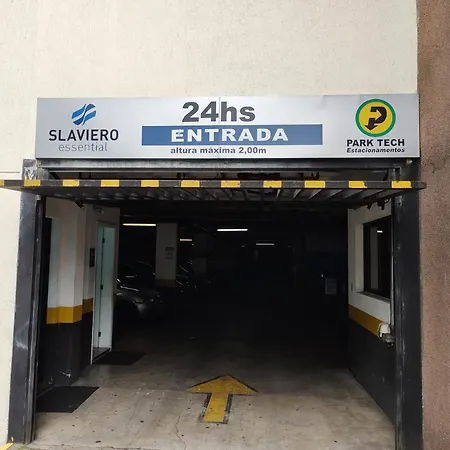 SLAVIERO
essential
24hs
ENTRADA
altura máxima 2,00m
PARK TECH
Estacionamentos